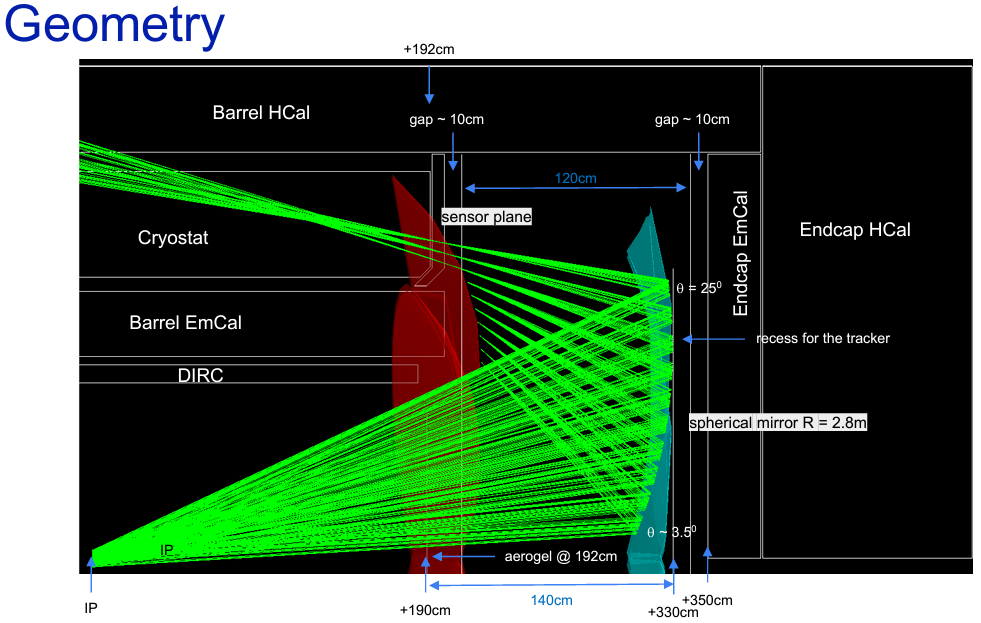 Geometry
+192cm
Barrel HCal
gap ~ 10cm
gap ~ 10cm
120cm
sensor plane
Cryostat
Endcap EmCal
Endcap HCal
θ = 25⁰
Barrel EmCal
recess for the tracker
DIRC
spherical mirror R = 2.8m
θ ~ 3.5⁰
IP
aerogel @ 192cm
IP
+190cm
140cm
+330cm
+350cm